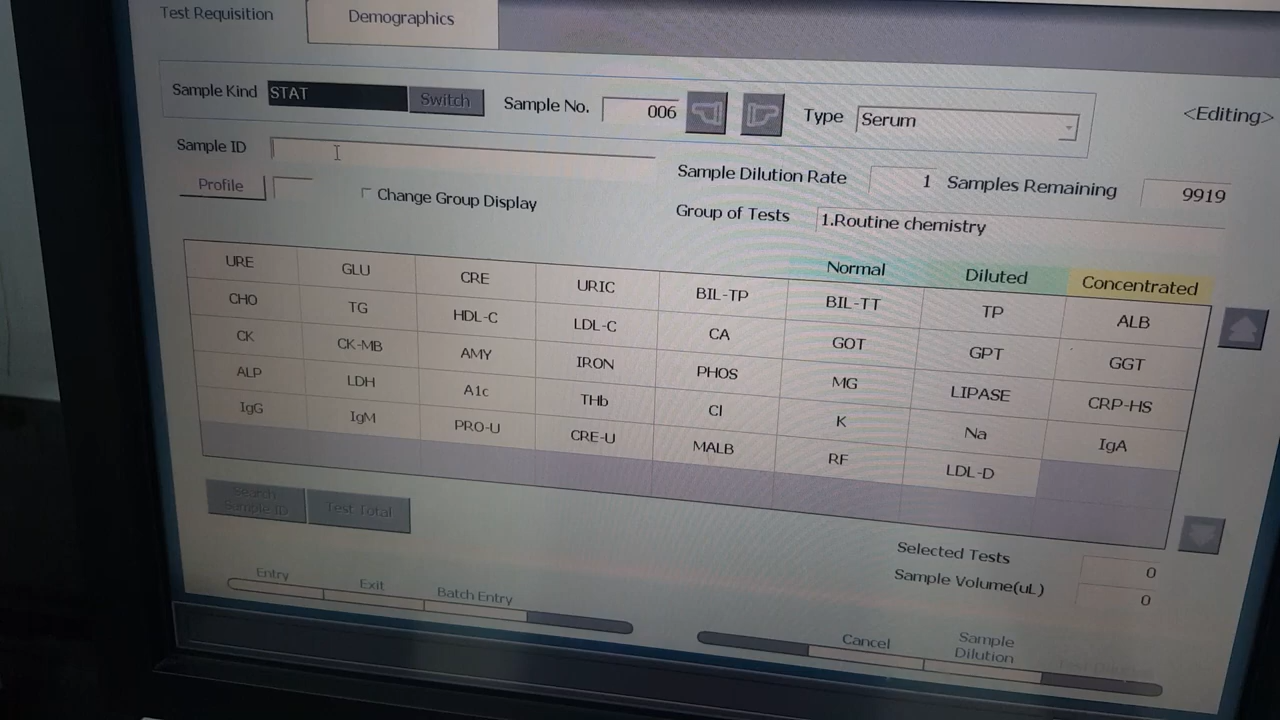 Test Requisition Demographics
Sample Kind STAT Switch Sample No. 006 Type Serum <Editing>
Sample ID
Sample Dilution Rate 1 Samples Remaining 9919
Profile Change Group Display
Group of Tests 1.Routine chemistry
Normal Diluted Concentrated
URE GLU CRE URIC BIL-TP BIL-TT TP ALB
CHO TG HDL-C LDL-C CA GOT GPT GGT
CK CK-MB AMY IRON PHOS MG LIPASE CRP-HS
ALP LDH A1c THb Cl K Na IgA
IgG IgM PRO-U CRE-U MALB RF LDL-D
Search
Sample ID Test Total
Selected Tests 0
Sample Volume(uL) 0
Entry Exit Batch Entry Cancel Sample
Dilution